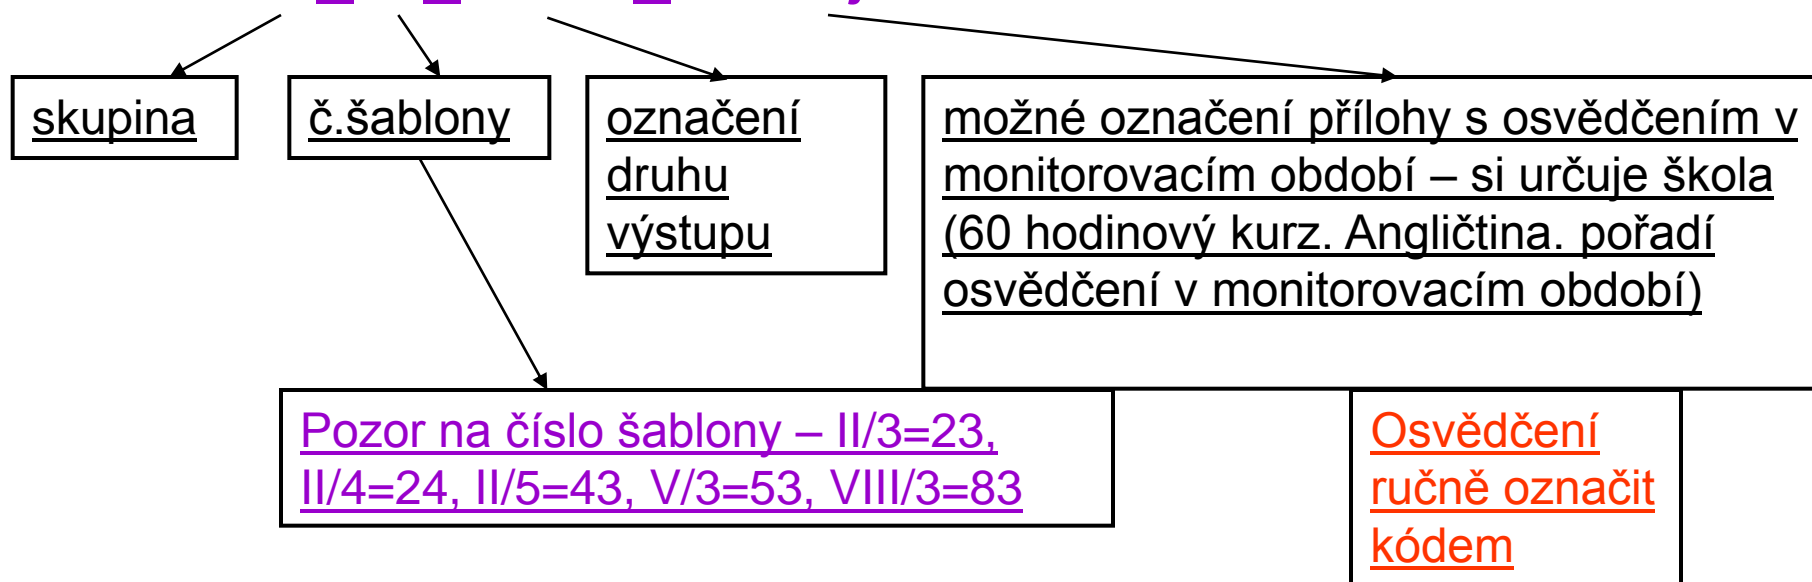 skupina
č.šablony
označení
druhu
výstupu
možné označení přílohy s osvědčením v
monitorovacím období – si určuje škola
(60 hodinový kurz. Angličtina. pořadí
osvědčení v monitorovacím období)
Pozor na číslo šablony – II/3=23,
II/4=24, II/5=43, V/3=53, VIII/3=83
Osvědčení
ručně označit
kódem